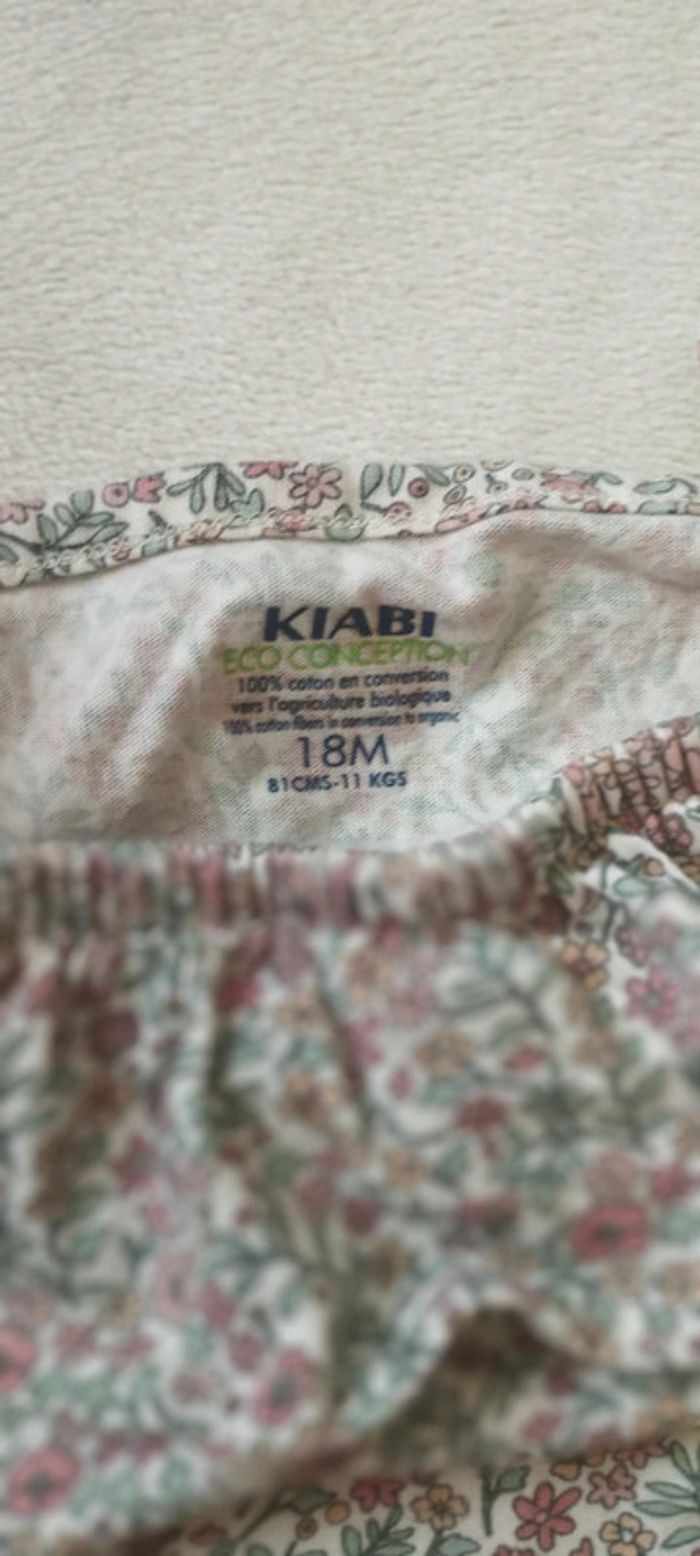 KIABI
ECO CONCEPTION
100% coton en conversion
vers l'agriculture biologique
100% cotton fibers in conversion to organic
18M
81CMS-11 KGS